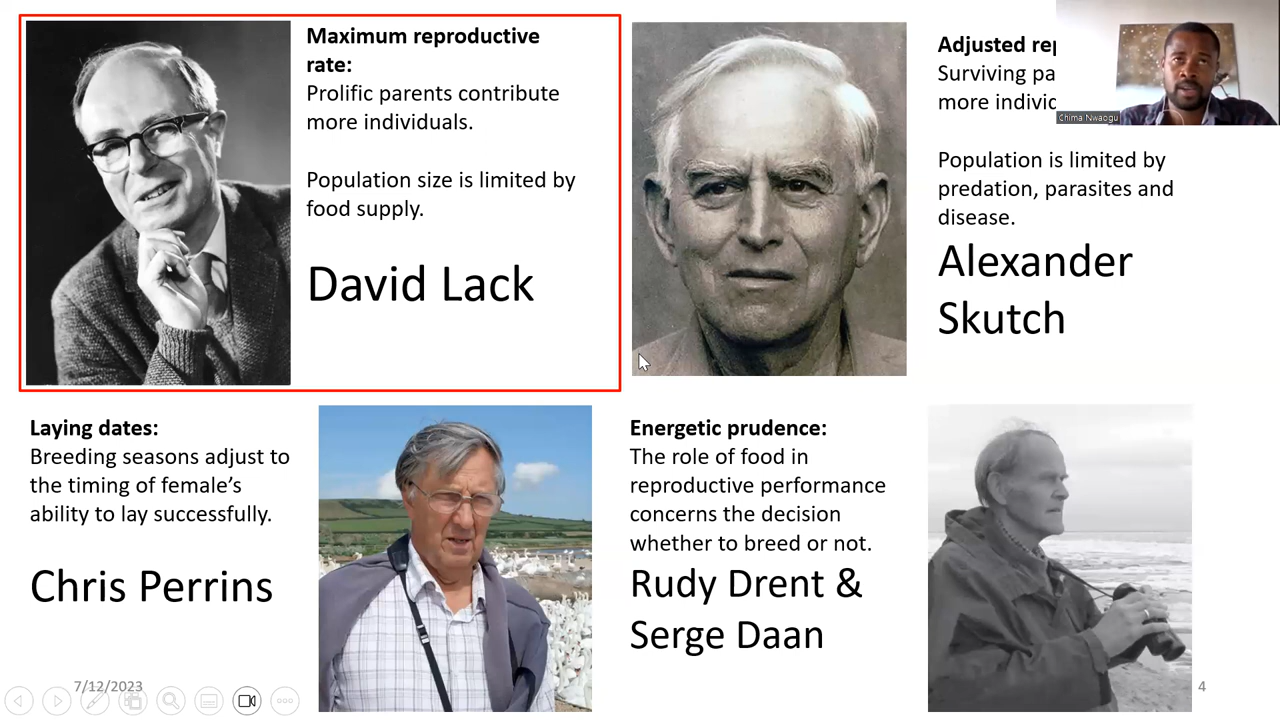 Maximum reproductive
rate:
Prolific parents contribute
more individuals.
Population size is limited by
food supply.
David Lack
Adjusted
Surviving
more
Population is limited by
predation, parasites and
disease.
Alexander
Skutch
Chima Nwaogu
Laying dates:
Breeding seasons adjust to
the timing of female's
ability to lay successfully.
Chris Perrins
Energetic prudence:
The role of food in
reproductive performance
concerns the decision
whether to breed or not.
Rudy Drent &
Serge Daan
7/12/2023
4